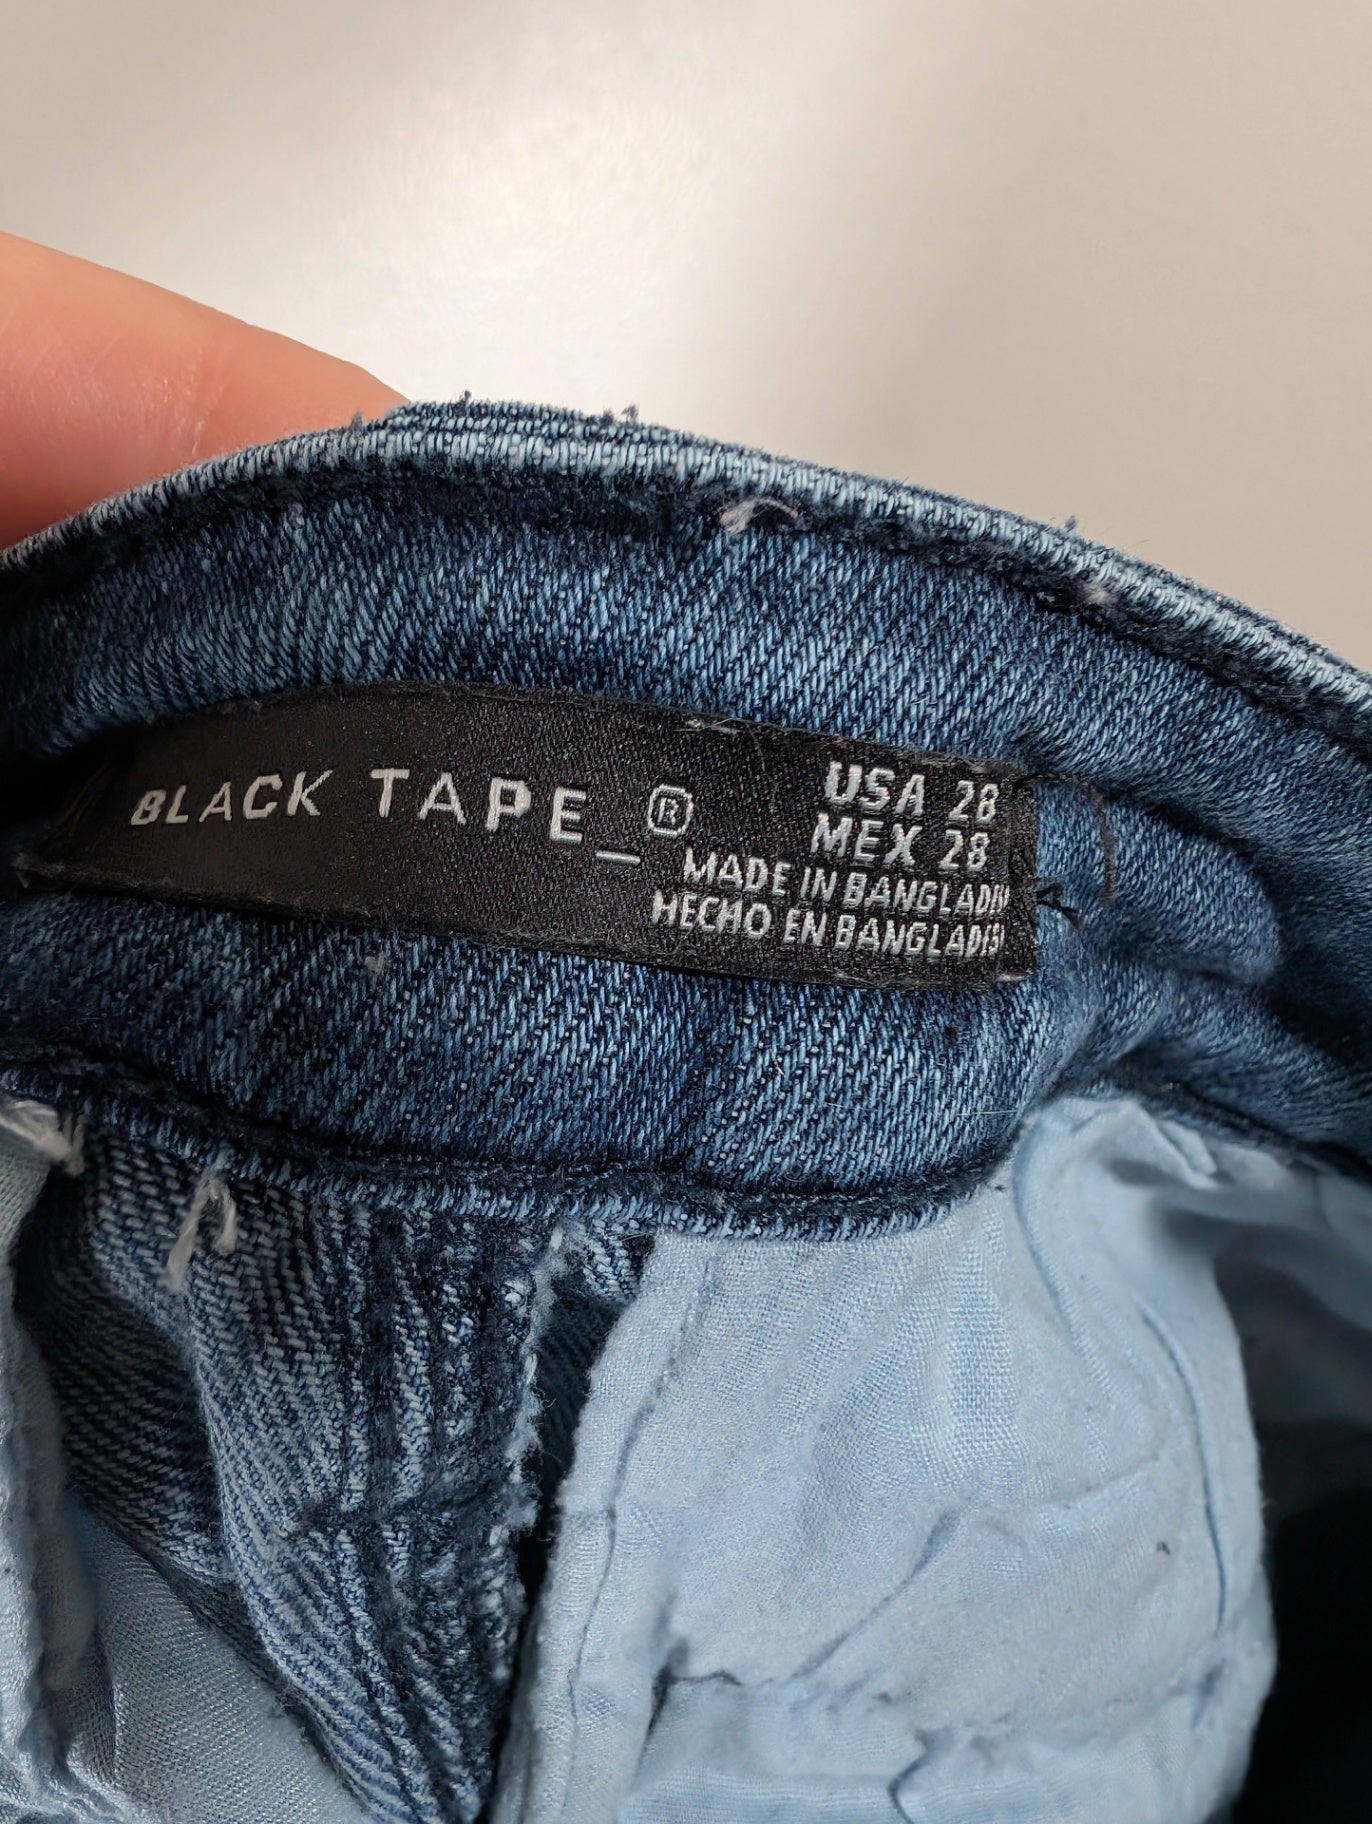 BLACK TAPE_ ®
USA 28
MEX 28
MADE IN BANGLADESH
HECHO EN BANGLADESH